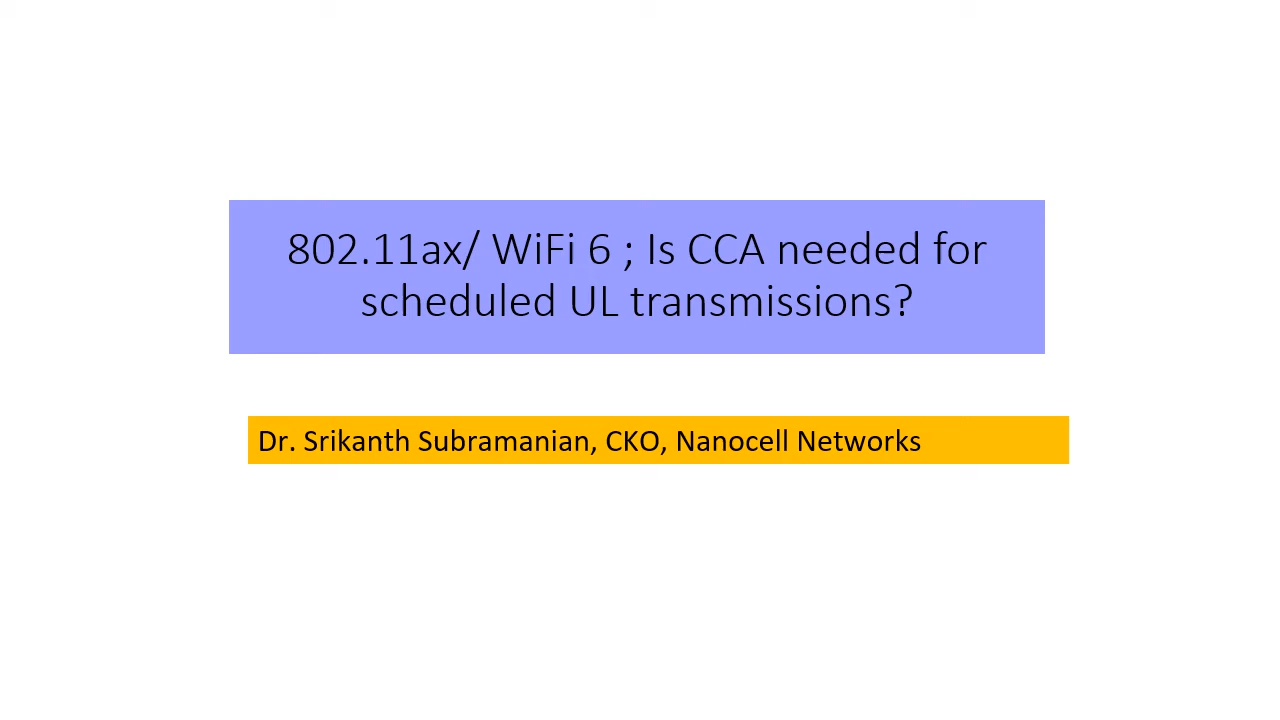 802.11ax/ WiFi 6 ; Is CCA needed for
scheduled UL transmissions?
Dr. Srikanth Subramanian, CKO, Nanocell Networks